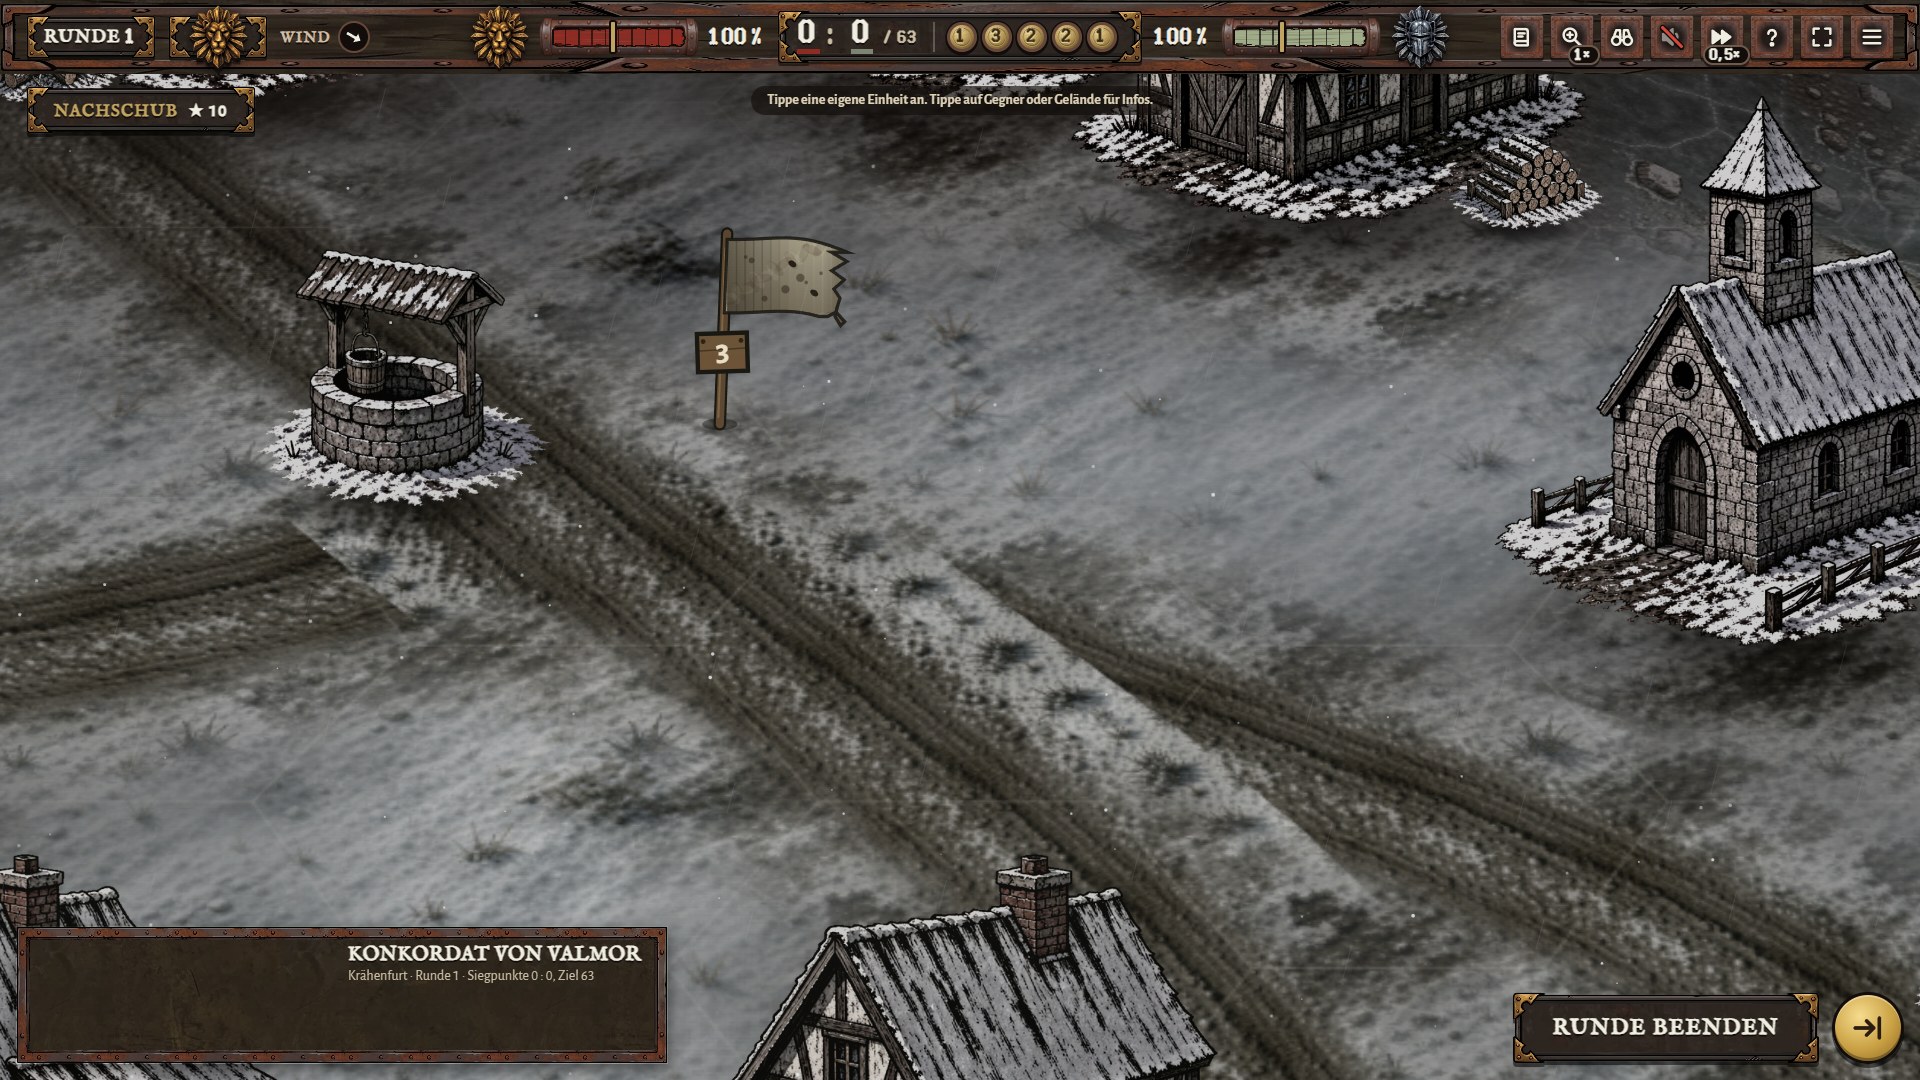 RUNDE 1
WIND
100%
0 : 0 / 63
1 3 2 2 1
100%
1×
0,5×
?
NACHSCHUB ★ 10
Tippe eine eigene Einheit an. Tippe auf Gegner oder Gelände für Infos.
3
KONKORDAT VON VALMOR
Krähenfurt · Runde 1 · Siegpunkte 0 : 0, Ziel 63
RUNDE BEENDEN